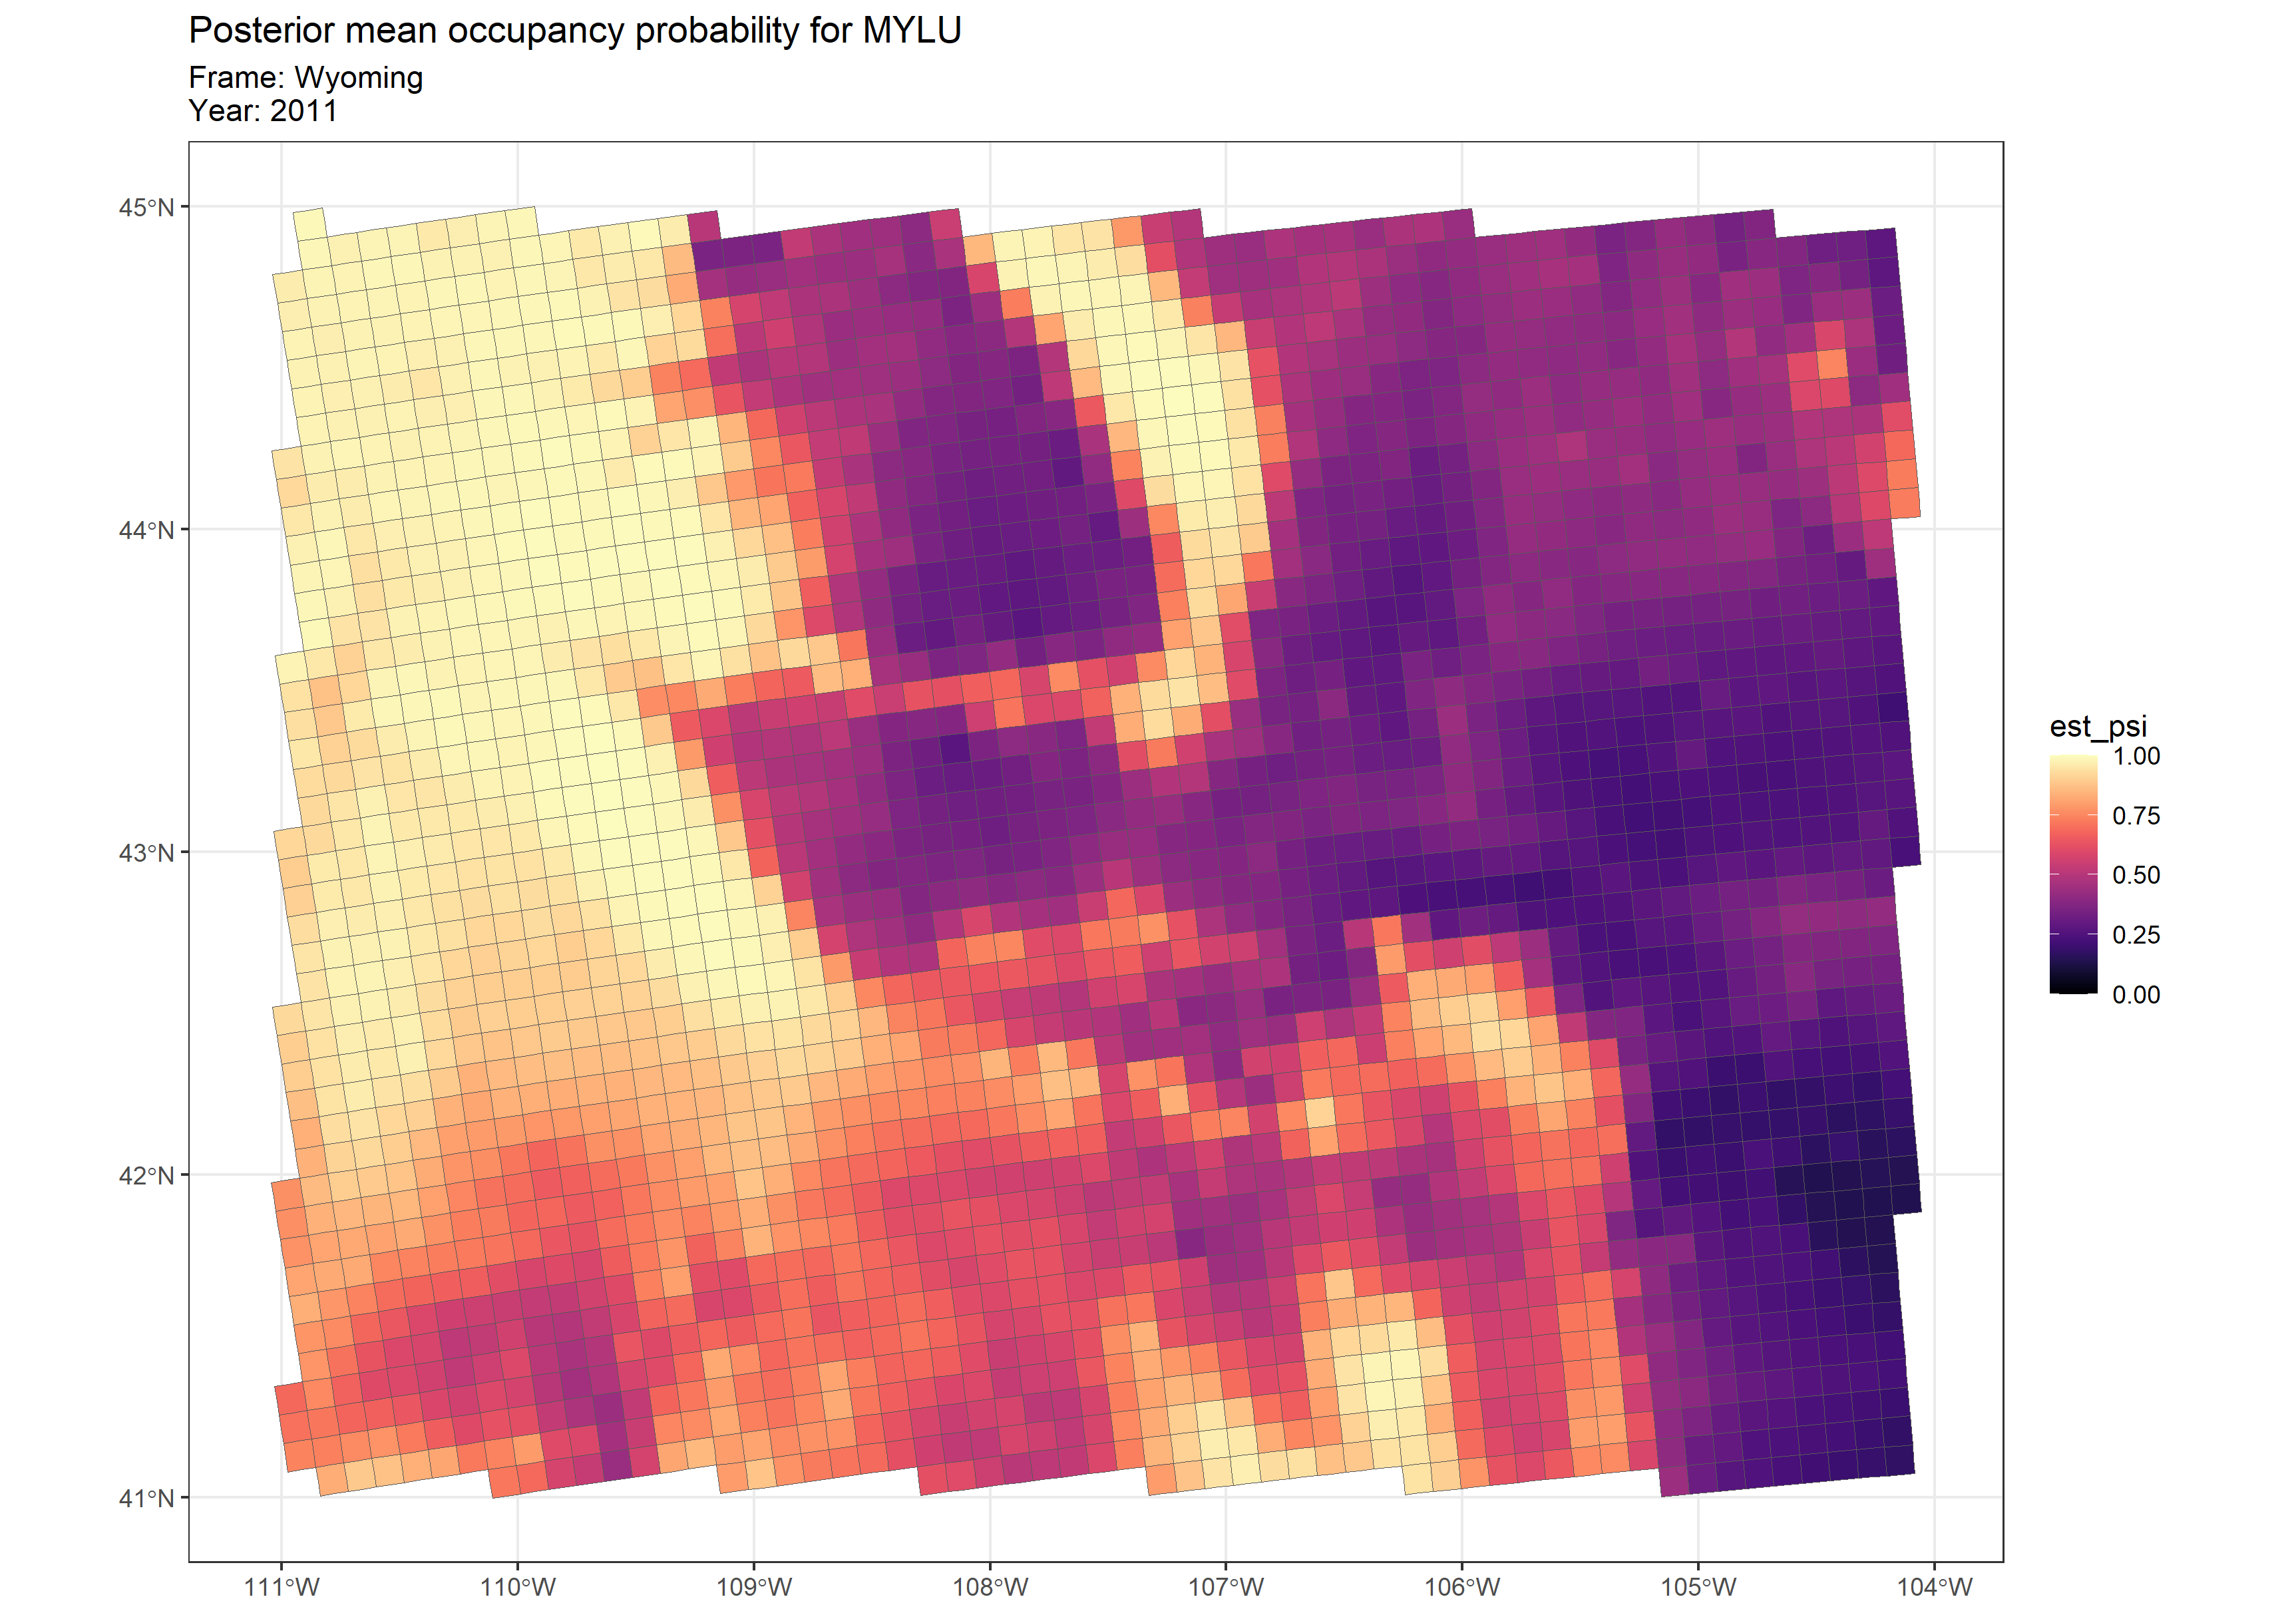 Posterior mean occupancy probability for MYLU
Frame: Wyoming
Year: 2011
45°N
44°N
43°N
42°N
41°N
111°W
110°W
109°W
108°W
107°W
106°W
105°W
104°W
est_psi
1.00
0.75
0.50
0.25
0.00